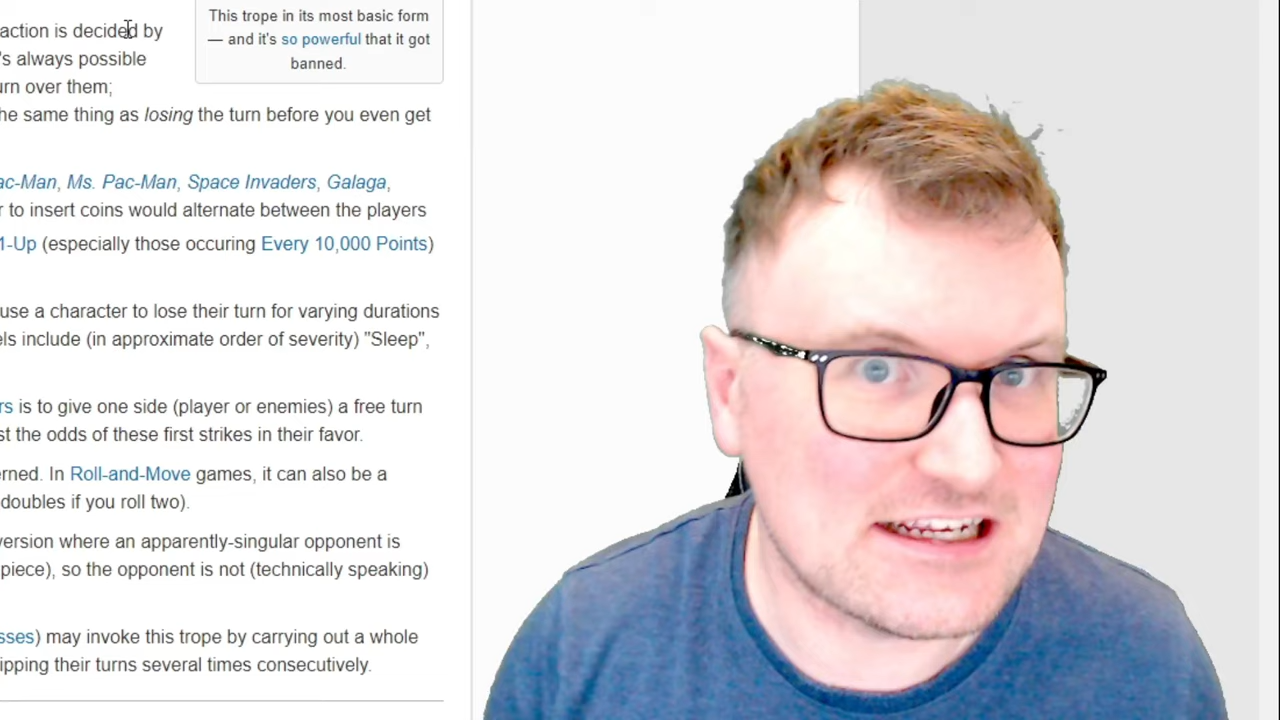 This trope in its most basic form
— and it's so powerful that it got
banned.
action is decided by
's always possible
urn over them;
he same thing as losing the turn before you even get
ac-Man, Ms. Pac-Man, Space Invaders, Galaga,
r to insert coins would alternate between the players
1-Up (especially those occuring Every 10,000 Points)
use a character to lose their turn for varying durations
els include (in approximate order of severity) "Sleep",
rs is to give one side (player or enemies) a free turn
st the odds of these first strikes in their favor.
erned. In Roll-and-Move games, it can also be a
doubles if you roll two).
version where an apparently-singular opponent is
piece), so the opponent is not (technically speaking)
sses) may invoke this trope by carrying out a whole
ipping their turns several times consecutively.